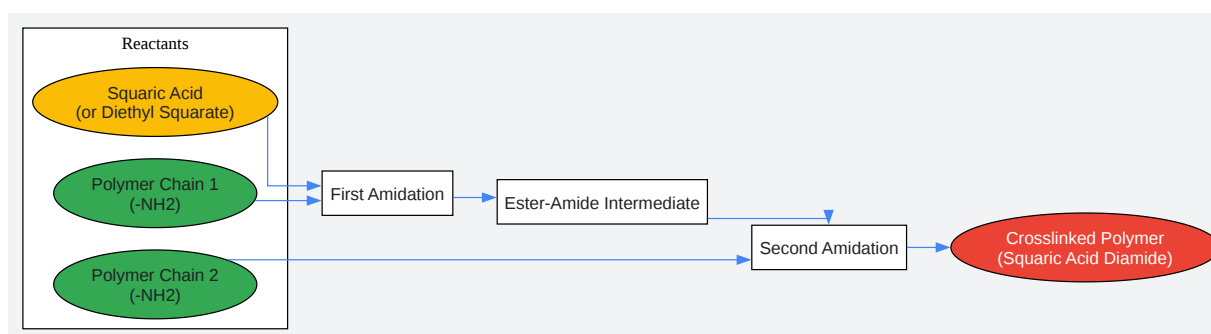 Reactants
Squaric Acid
(or Diethyl Squarate)
Polymer Chain 1
(-NH2)
First Amidation
Ester-Amide Intermediate
Polymer Chain 2
(-NH2)
Second Amidation
Crosslinked Polymer
(Squaric Acid Diamide)